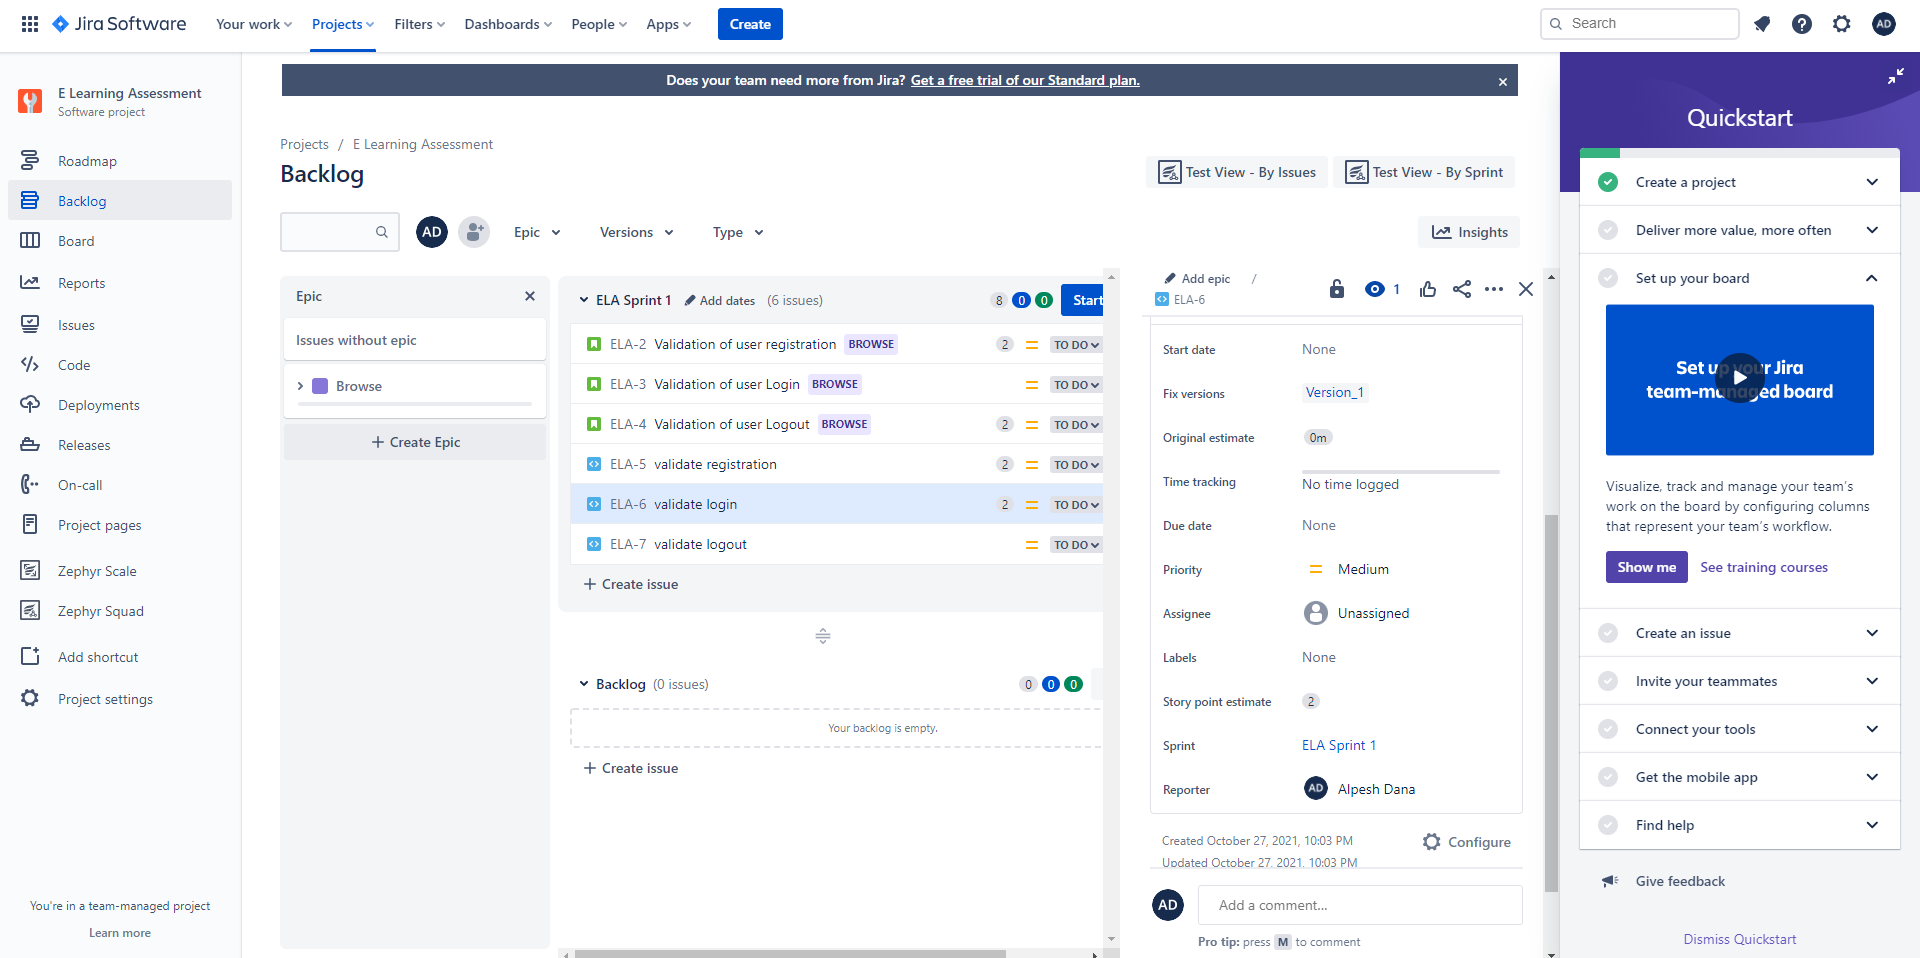 Jira Software
Your work
Projects
Filters
Dashboards
People
Apps
Create
Search
AD
E Learning Assessment
Software project
Roadmap
Backlog
Board
Reports
Issues
Code
Deployments
Releases
On-call
Project pages
Zephyr Scale
Zephyr Squad
Add shortcut
Project settings
You're in a team-managed project
Learn more
Does your team need more from Jira? Get a free trial of our Standard plan.
Projects / E Learning Assessment
Backlog
Test View - By Issues
Test View - By Sprint
AD
Epic
Versions
Type
Insights
Epic
Issues without epic
Browse
+ Create Epic
ELA Sprint 1 Add dates (6 issues) 8 0 0 Start
ELA-2 Validation of user registration BROWSE 2 TO DO
ELA-3 Validation of user Login BROWSE TO DO
ELA-4 Validation of user Logout BROWSE 2 TO DO
ELA-5 validate registration 2 TO DO
ELA-6 validate login 2 TO DO
ELA-7 validate logout TO DO
+ Create issue
Backlog (0 issues) 0 0 0
Your backlog is empty.
+ Create issue
Add epic /
ELA-6
1
Start date None
Fix versions Version_1
Original estimate 0m
Time tracking No time logged
Due date None
Priority Medium
Assignee Unassigned
Labels None
Story point estimate 2
Sprint ELA Sprint 1
Reporter AD Alpesh Dana
Created October 27, 2021, 10:03 PM
Updated October 27, 2021, 10:03 PM
Configure
AD Add a comment...
Pro tip: press M to comment
Quickstart
Create a project
Deliver more value, more often
Set up your board
Set up your Jira
team-managed board
Visualize, track and manage your team's
work on the board by configuring columns
that represent your team's workflow.
Show me See training courses
Create an issue
Invite your teammates
Connect your tools
Get the mobile app
Find help
Give feedback
Dismiss Quickstart